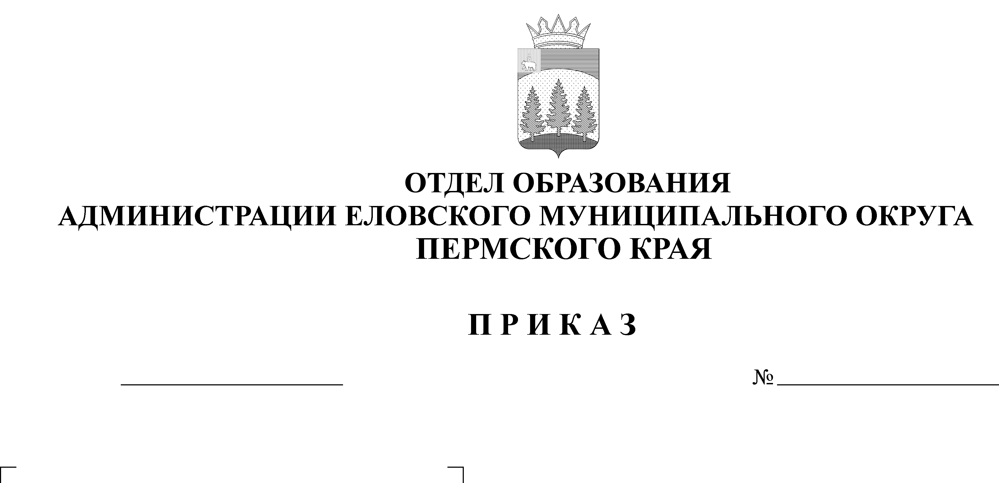 ОТДЕЛ ОБРАЗОВАНИЯ
АДМИНИСТРАЦИИ ЕЛОВСКОГО МУНИЦИПАЛЬНОГО ОКРУГА
ПЕРМСКОГО КРАЯ
П Р И К А З
№